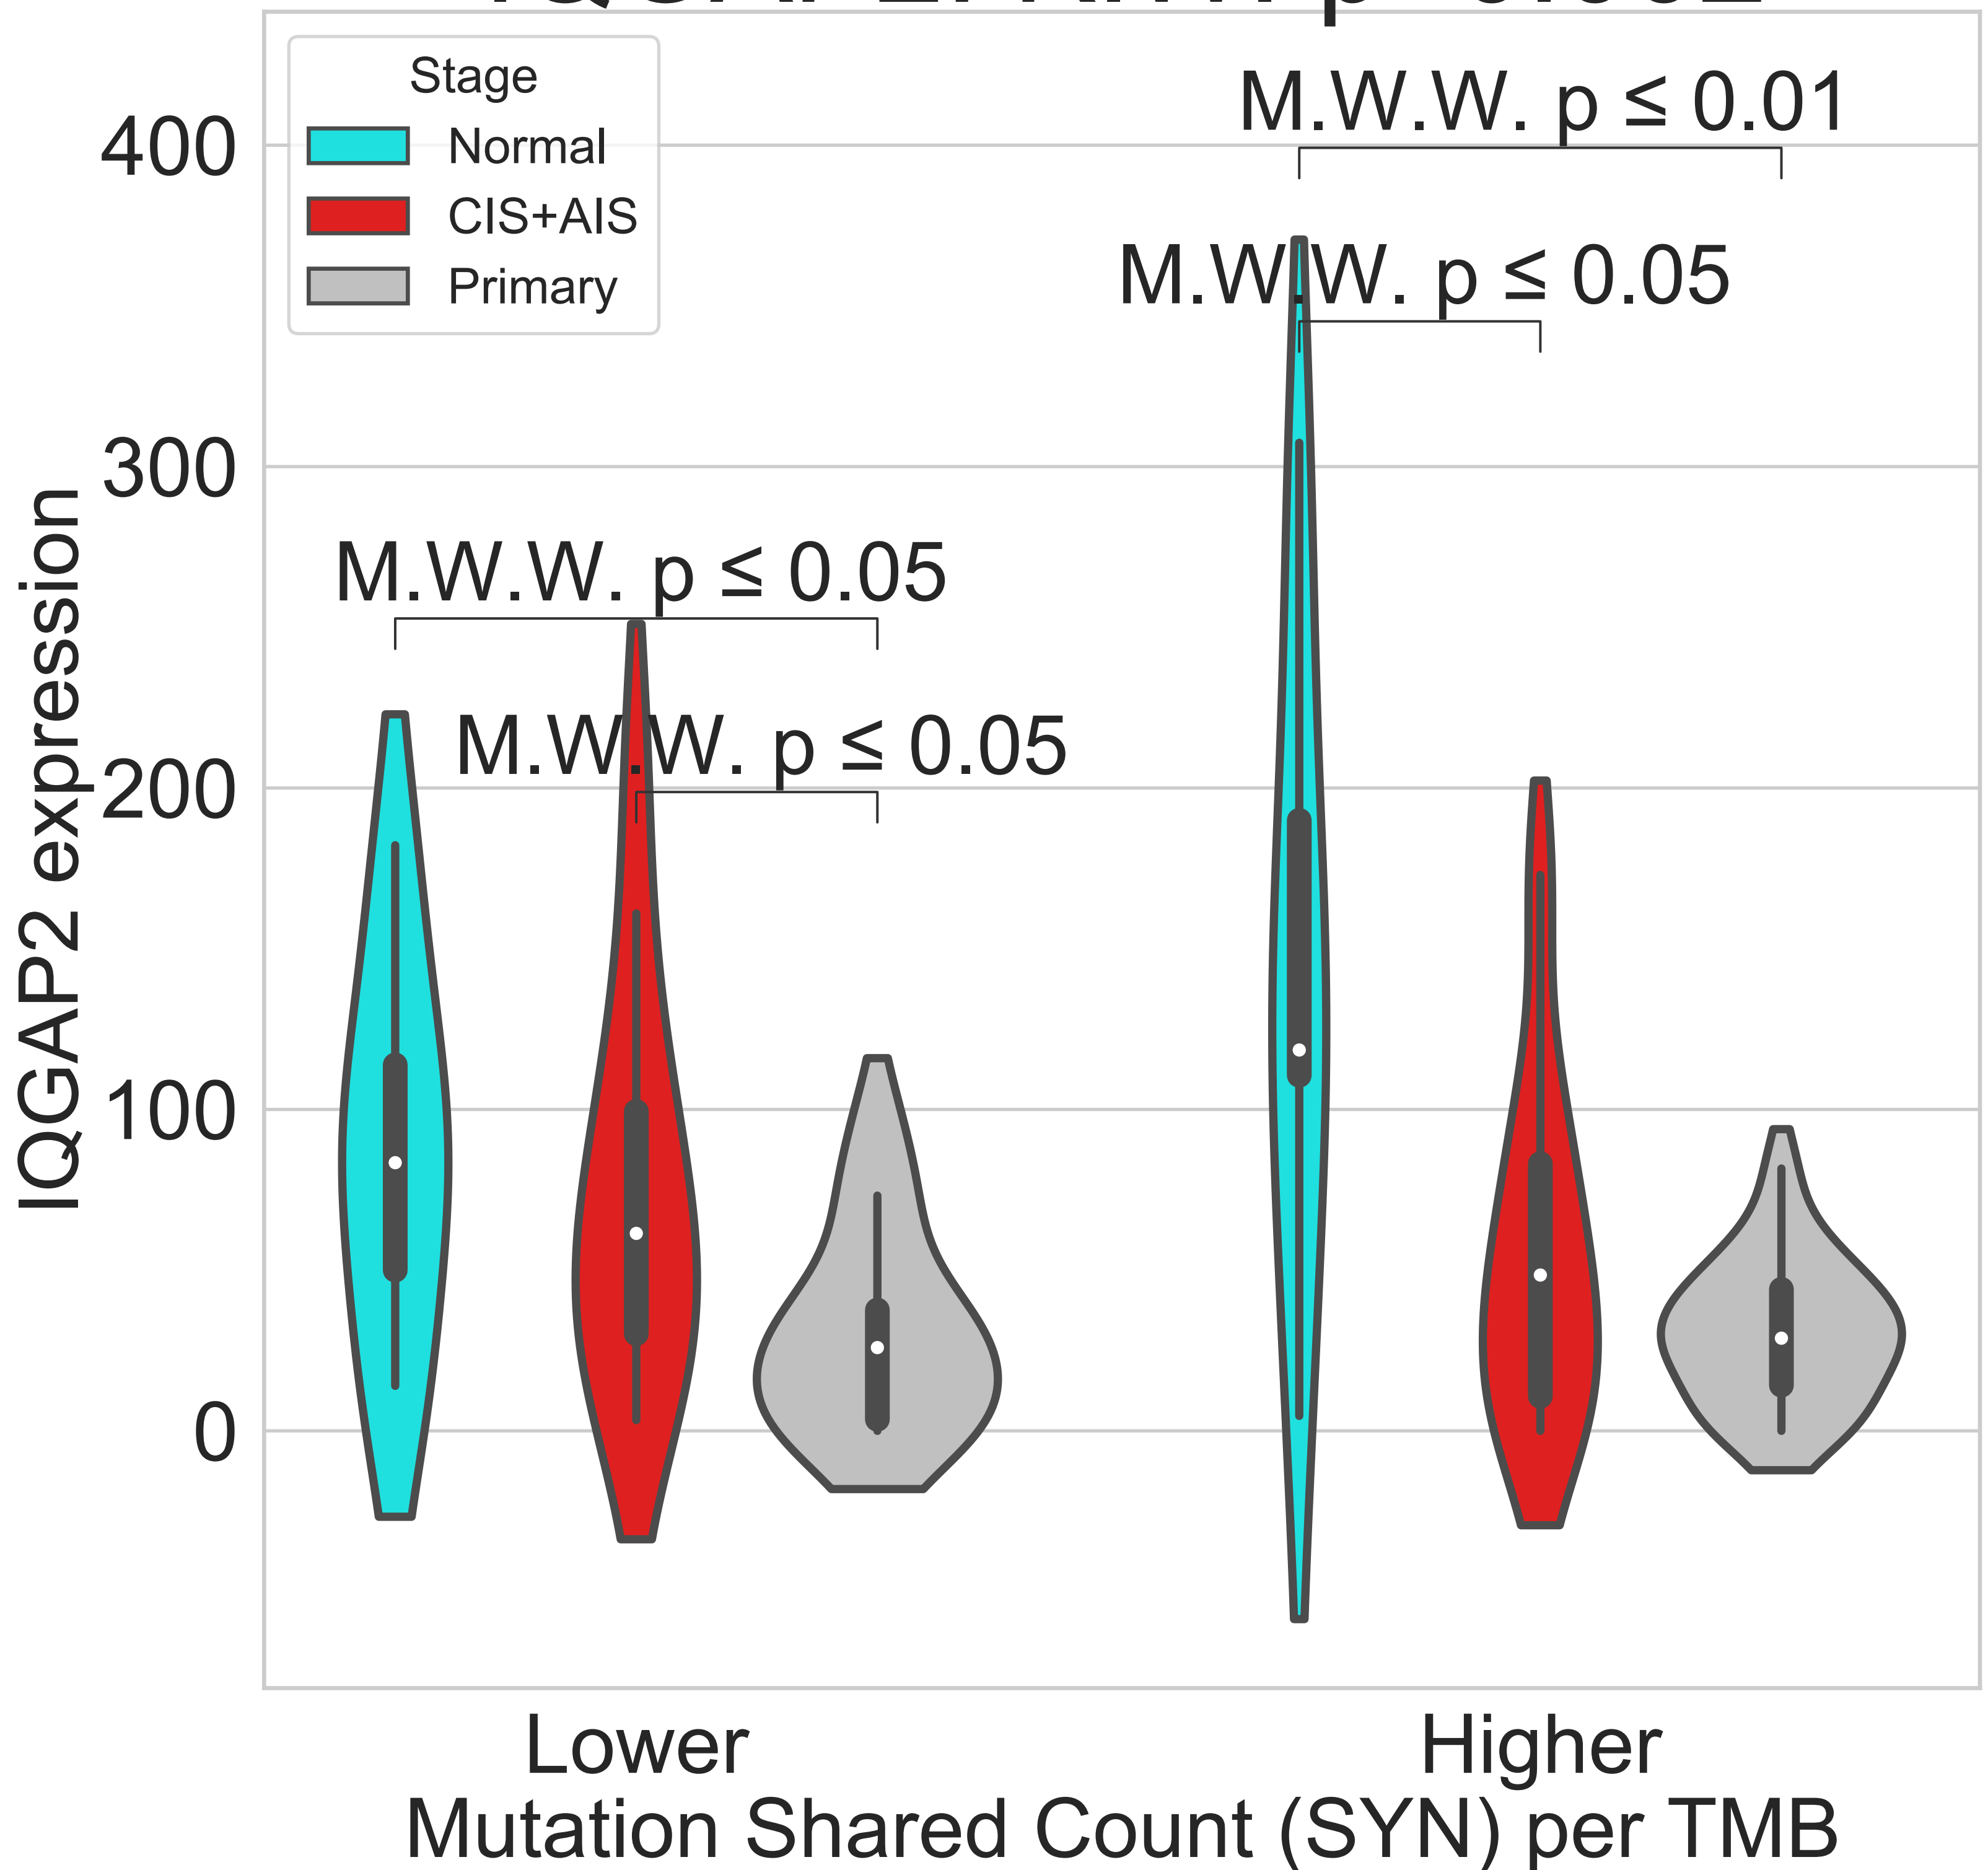 Stage
Normal
CIS+AIS
Primary
M.W.W. p ≤ 0.01
M.W.W. p ≤ 0.05
M.W.W. p ≤ 0.05
M.W.W. p ≤ 0.05
400
300
200
100
0
IQGAP2 expression
Lower
Higher
Mutation Shared Count (SYN) per TMB